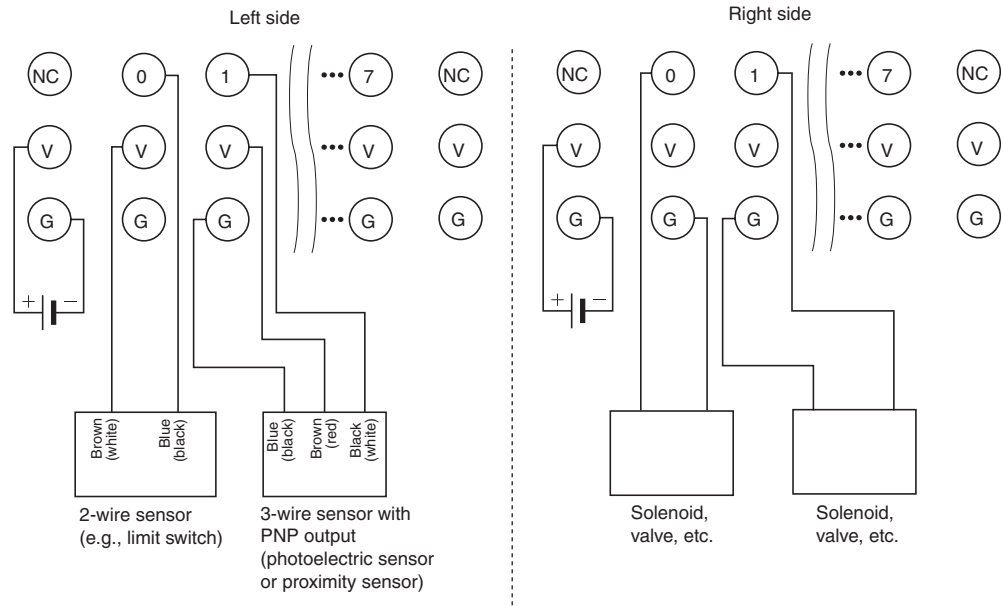 Left side
NC 0 1 ••• 7 NC
V V V ••• V V
G G G ••• G G
+ −
Brown
(white)
Blue
(black)
Blue
(black)
Brown
(red)
Black
(white)
2-wire sensor
(e.g., limit switch)
3-wire sensor with
PNP output
(photoelectric sensor
or proximity sensor)
Right side
NC 0 1 ••• 7 NC
V V V ••• V V
G G G ••• G G
+ −
Solenoid,
valve, etc.
Solenoid,
valve, etc.